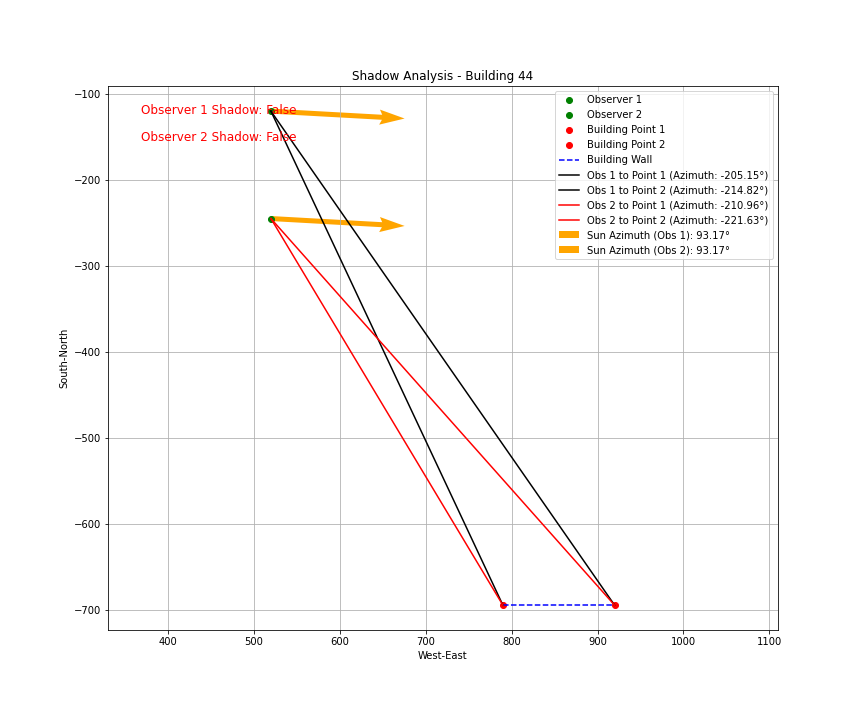 Shadow Analysis - Building 44
Observer 1 Shadow: False
Observer 2 Shadow: False
Observer 1
Observer 2
Building Point 1
Building Point 2
Building Wall
Obs 1 to Point 1 (Azimuth: -205.15°)
Obs 1 to Point 2 (Azimuth: -214.82°)
Obs 2 to Point 1 (Azimuth: -210.96°)
Obs 2 to Point 2 (Azimuth: -221.63°)
Sun Azimuth (Obs 1): 93.17°
Sun Azimuth (Obs 2): 93.17°
−100
−200
−300
−400
−500
−600
−700
South-North
400 500 600 700 800 900 1000 1100
West-East